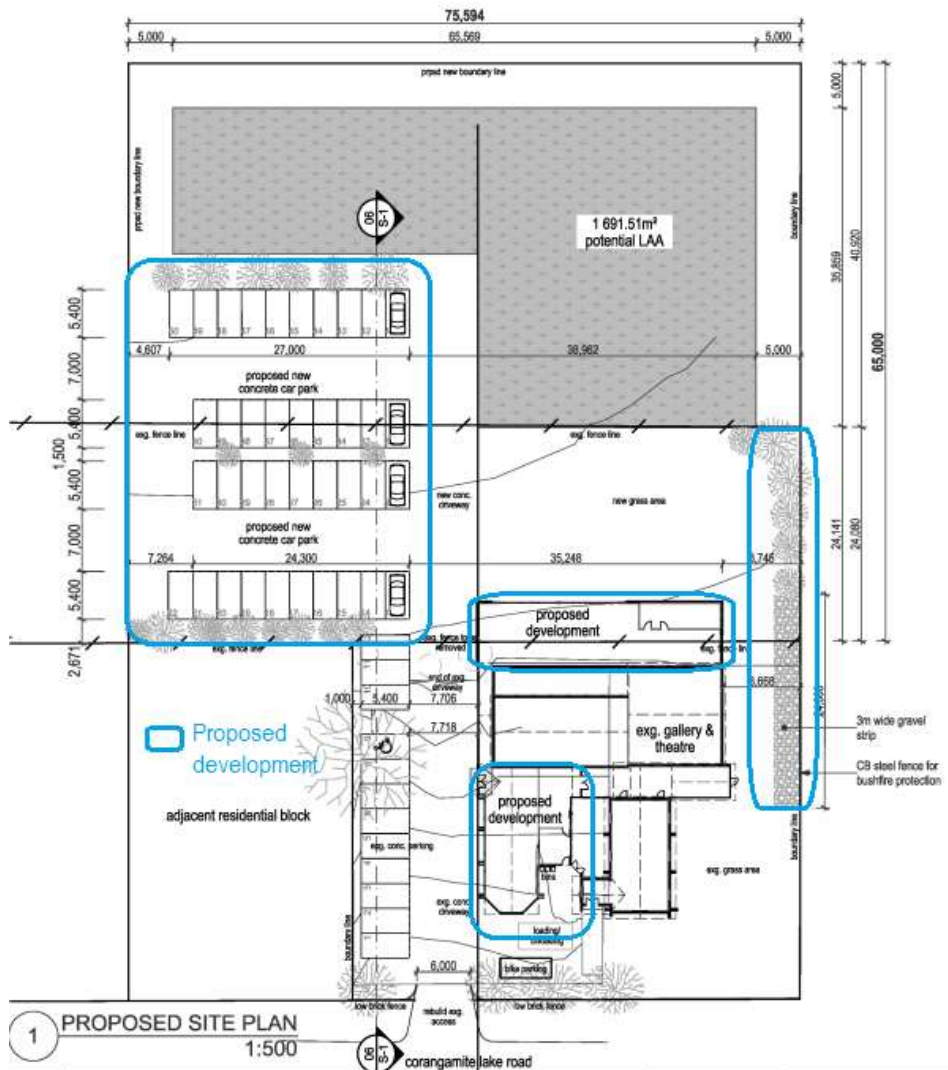 75,594
5,000
65,569
5,000
prpsd new boundary line
5,000
prpsd new boundary line
boundary line
06
S-1
1 691.51m²
potential LAA
35,859
40,920
65,000
5,400
4,607
27,000
38,962
5,000
7,000
proposed new
concrete car park
5,400
exg. fence line
exg. fence line
1,500
5,400
new conc.
driveway
new grass area
7,000
proposed new
concrete car park
24,141
24,080
7,264
24,300
35,248
5,400
proposed
development
exg. fence line
exg. fence to be
removed
2,671
end of exg.
driveway
1,000
5,400
7,706
7,718
exg. gallery &
theatre
3m wide gravel
strip
Proposed
development
CB steel fence for
bushfire protection
proposed
development
adjacent residential block
exg. conc. parking
bins
exg. grass area
boundary line
exg. conc.
driveway
boundary line
loading/
unloading
6,000
bike parking
low brick fence
low brick fence
rebuild exg.
access
1
PROPOSED SITE PLAN
1:500
06
S-1
corangamite lake road